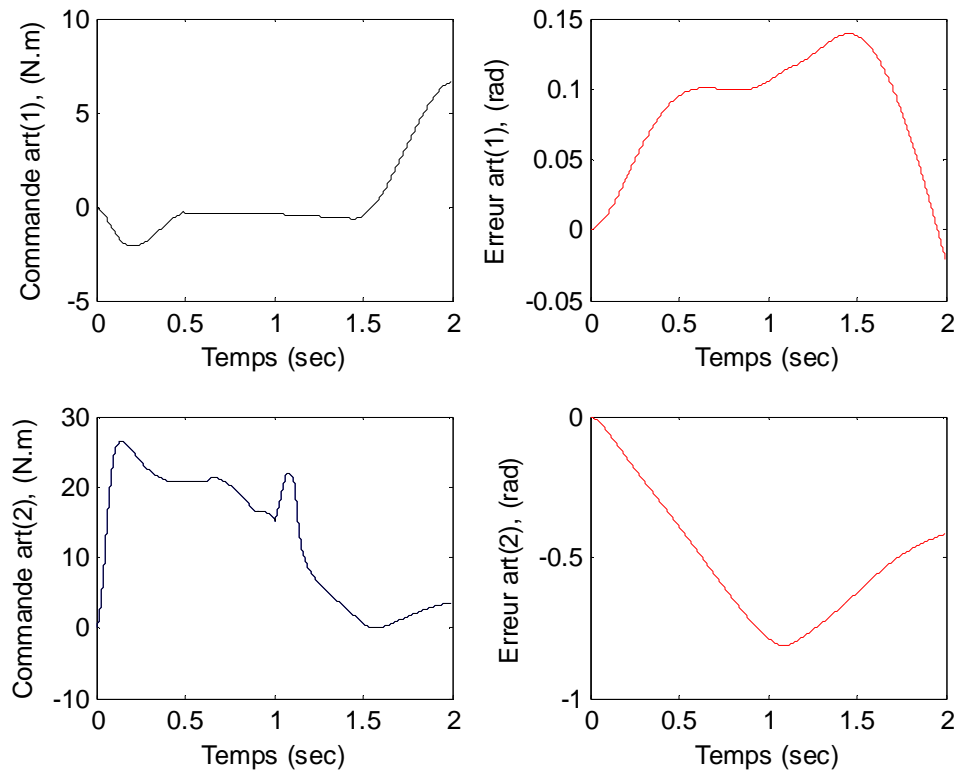 Commande art(1), (N.m)
10
5
0
-5
0 0.5 1 1.5 2
Temps (sec)
Erreur art(1), (rad)
0.15
0.1
0.05
0
-0.05
0 0.5 1 1.5 2
Temps (sec)
Commande art(2), (N.m)
30
20
10
0
-10
0 0.5 1 1.5 2
Temps (sec)
Erreur art(2), (rad)
0
-0.5
-1
0 0.5 1 1.5 2
Temps (sec)